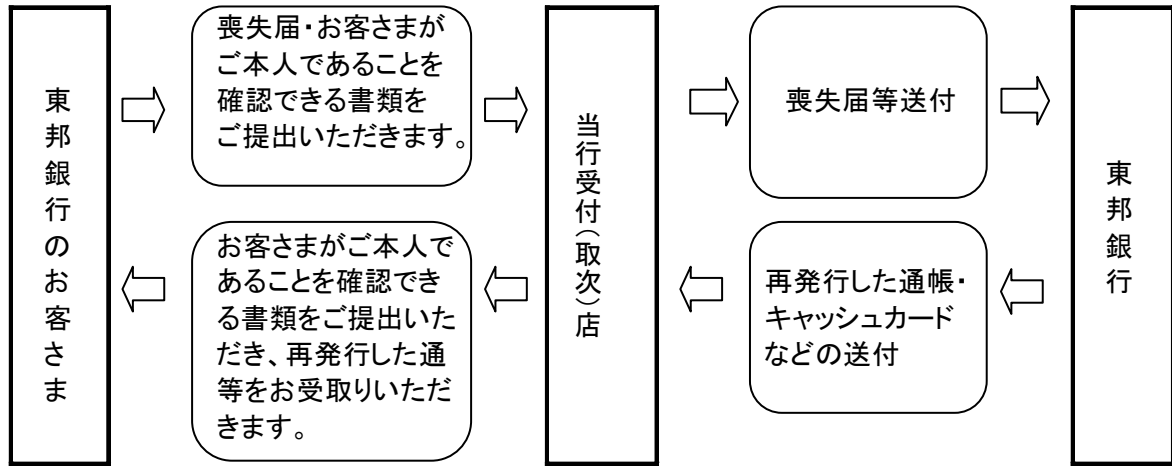 東邦銀行のお客さま
喪失届・お客さまが
ご本人であることを
確認できる書類を
ご提出いただきます。
お客さまがご本人で
あることを確認でき
る書類をご提出いた
だき、再発行した通
等をお受取りいただ
きます。
当行受付（取次）店
喪失届等送付
再発行した通帳・
キャッシュカード
などの送付
東邦銀行